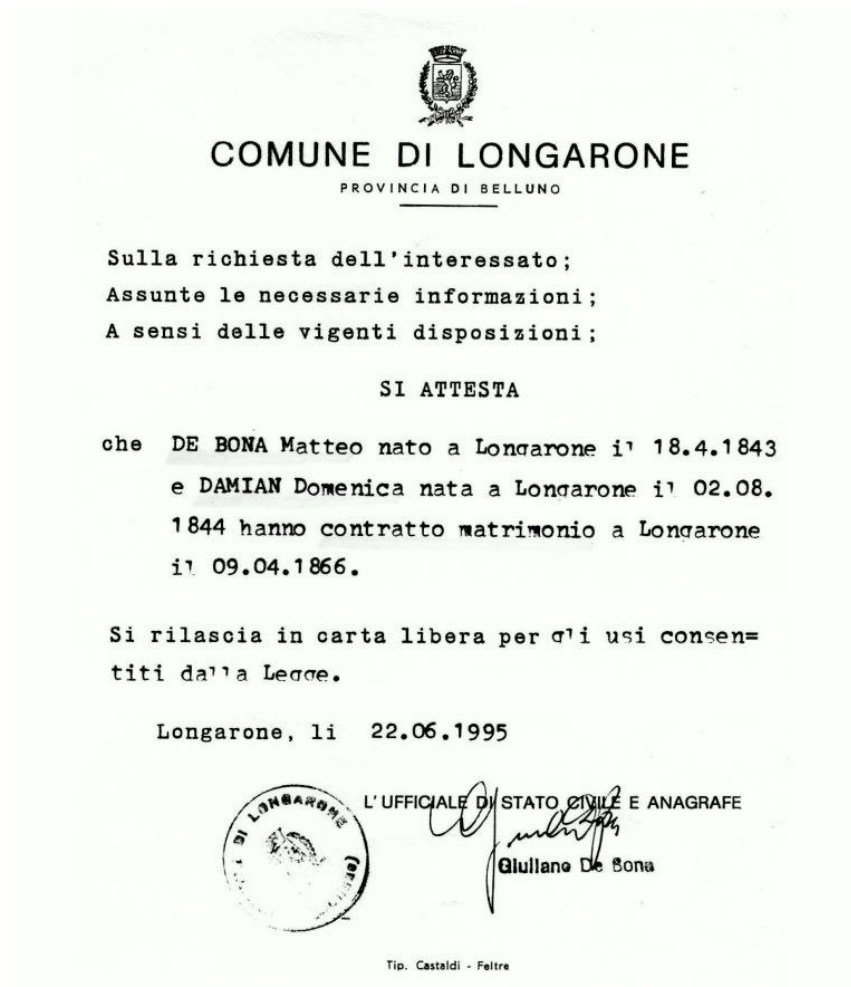 COMUNE DI LONGARONE
PROVINCIA DI BELLUNO
Sulla richiesta dell'interessato;
Assunte le necessarie informazioni;
A sensi delle vigenti disposizioni;
SI ATTESTA
che DE BONA Matteo nato a Longarone il 18.4.1843
e DAMIAN Domenica nata a Longarone il 02.08.
1844 hanno contratto matrimonio a Longarone
il 09.04.1866.
Si rilascia in carta libera per gli usi consen=
titi dalla Legge.
Longarone, li 22.06.1995
L'UFFICIALE DI STATO CIVILE E ANAGRAFE
DI LONGARONE
Giuliano De Bona
Tip. Castaldi - Feltre